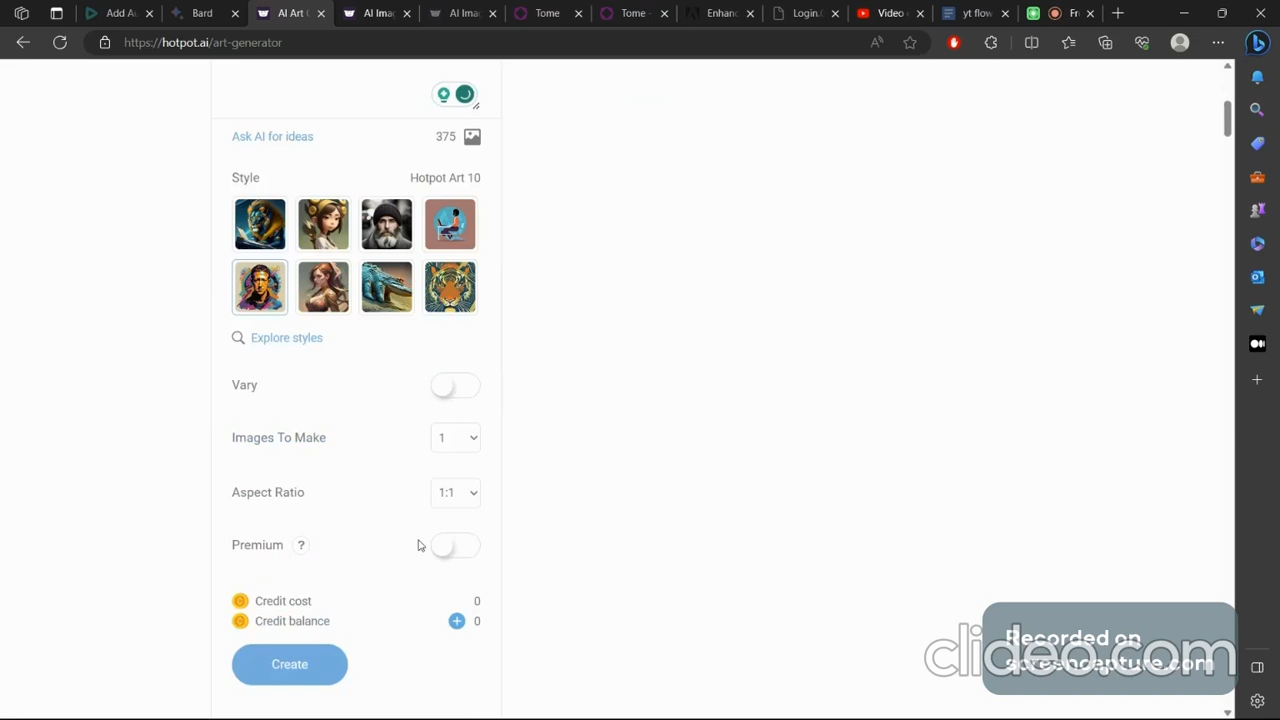 Add Au
Bard
AI Art G
AI Imag
AI Imag
Tome
Tome -
Enhanc
Login.C
Video e
yt flow
Fr
https://hotpot.ai/art-generator
Ask AI for ideas
375
Style
Hotpot Art 10
Explore styles
Vary
Images To Make
1
Aspect Ratio
1:1
Premium ?
Credit cost
0
Credit balance
+ 0
Create
Recorded on
screencapture.com
clideo.com